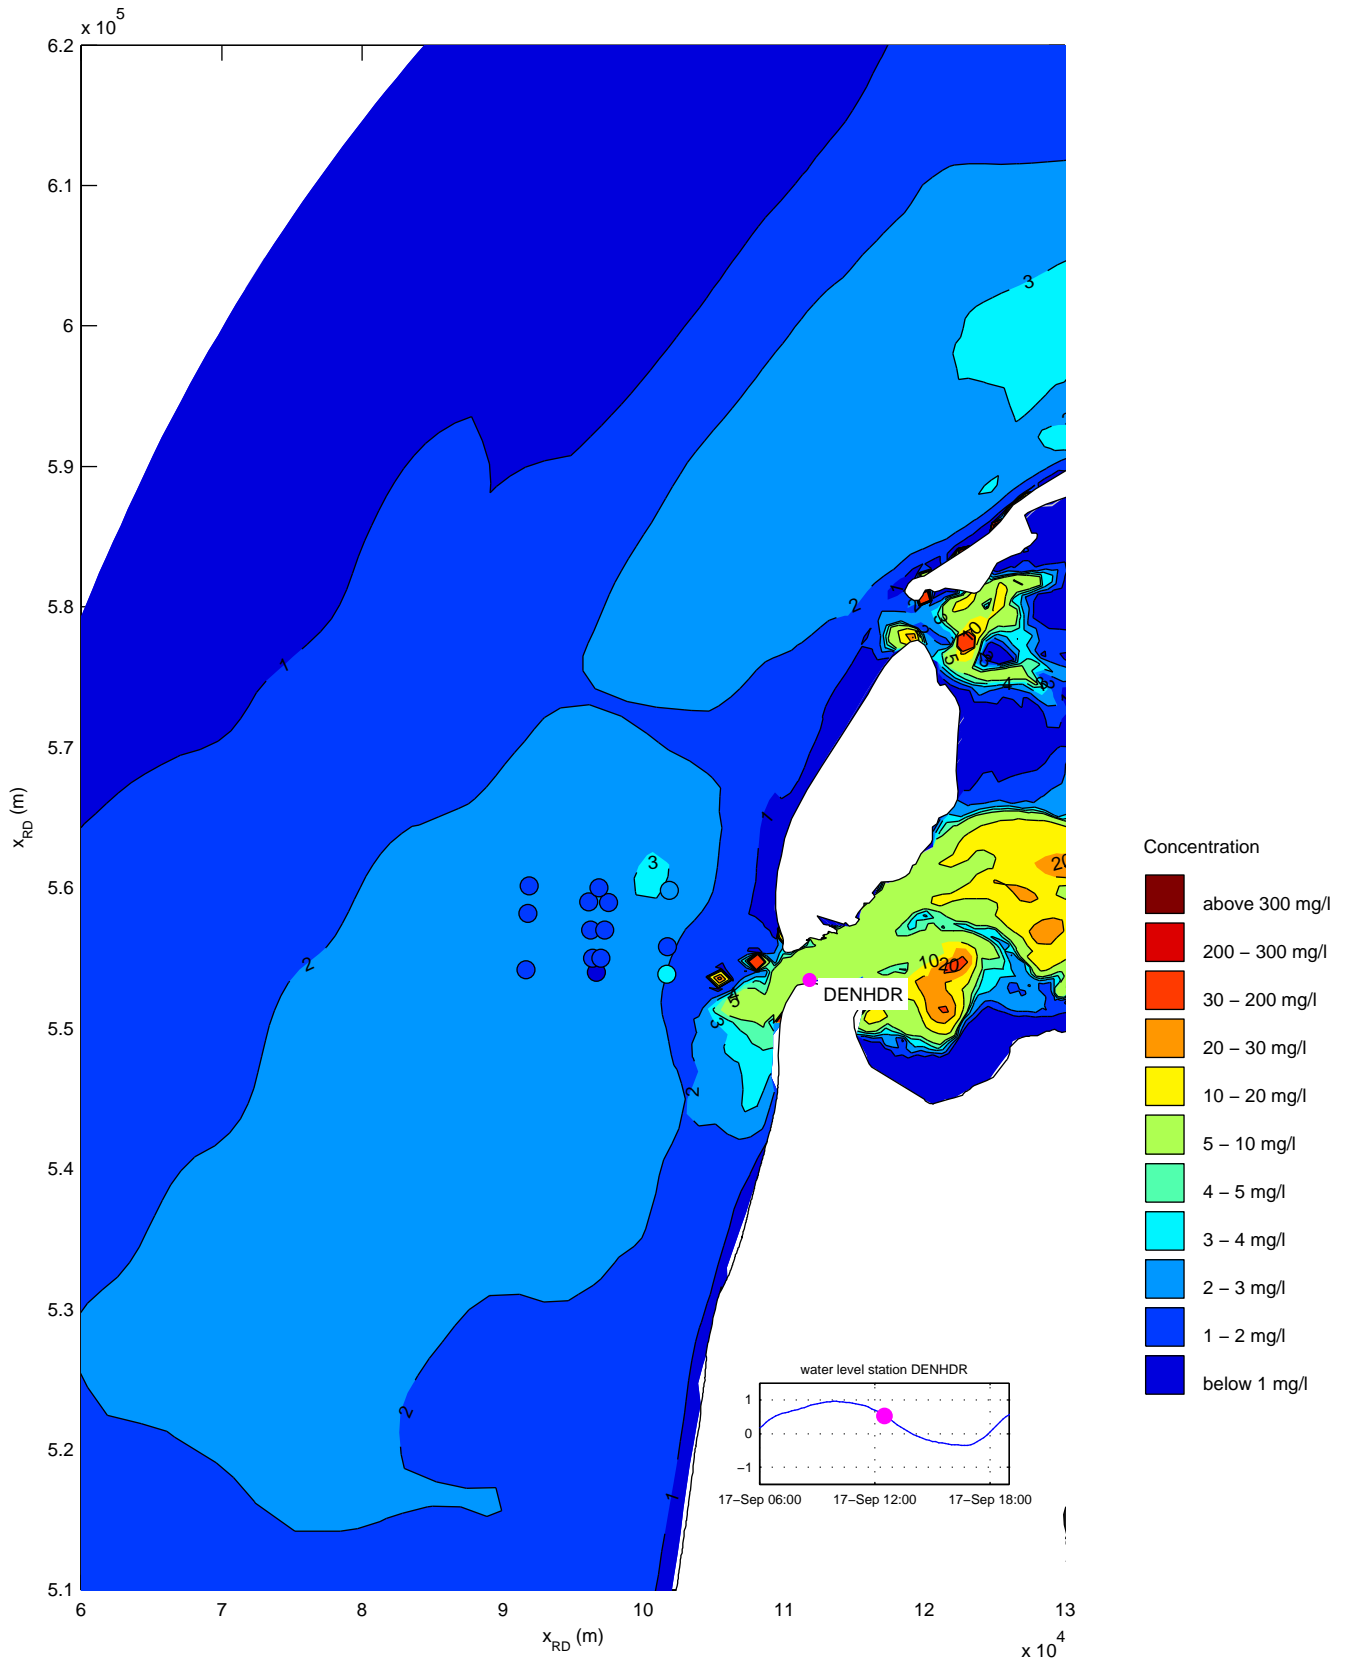 x 10^5
6.2
6.1
6
5.9
5.8
5.7
5.6
5.5
5.4
5.3
5.2
5.1
x_RD (m)
6
7
8
9
10
11
12
13
x_RD (m)
x 10^4
3
2
1
2
5
4
1
3
20
1020
DENHDR
3
2
2
2
1
water level station DENHDR
1
0
−1
17−Sep 06:00
17−Sep 12:00
17−Sep 18:00
Concentration
above 300 mg/l
200 − 300 mg/l
30 − 200 mg/l
20 − 30 mg/l
10 − 20 mg/l
5 − 10 mg/l
4 − 5 mg/l
3 − 4 mg/l
2 − 3 mg/l
1 − 2 mg/l
below 1 mg/l